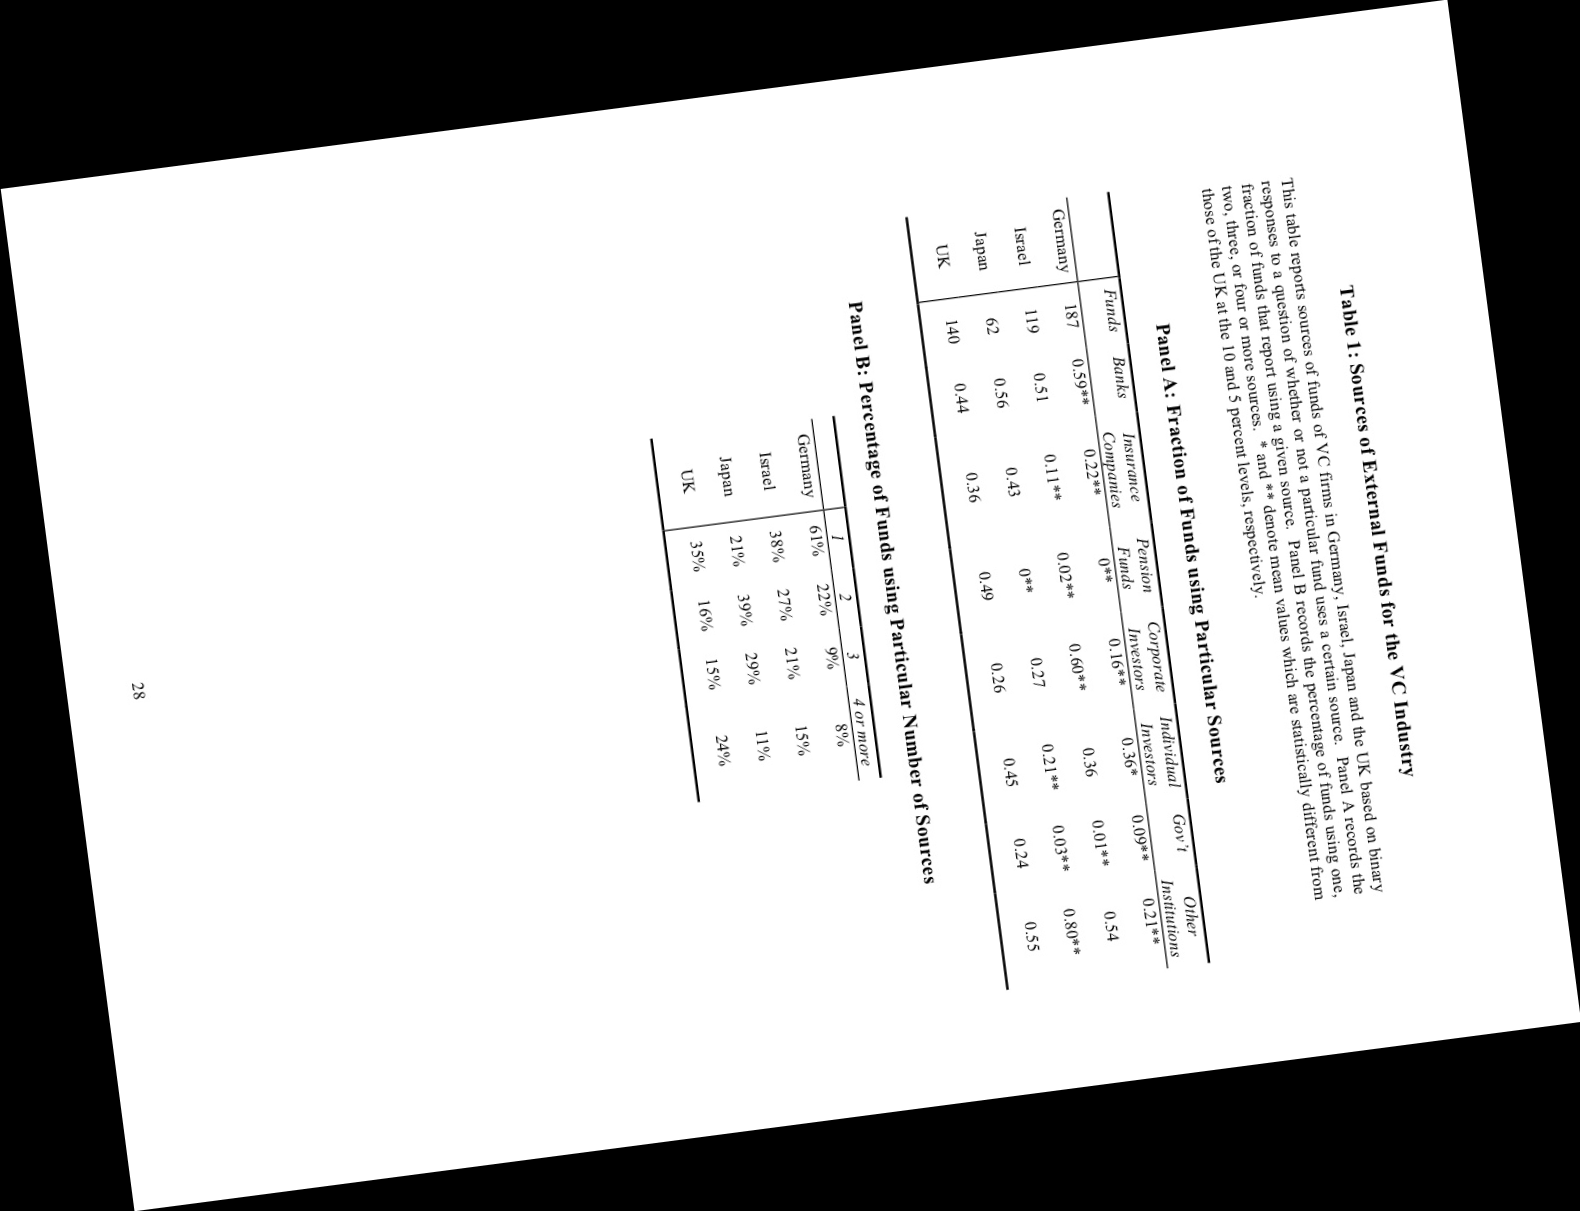 Table 1: Sources of External Funds for the VC Industry
This table reports sources of funds of VC firms in Germany, Israel, Japan and the UK based on binary
responses to a question of whether or not a particular fund uses a certain source. Panel A records the
fraction of funds that report using a given source. Panel B records the percentage of funds using one,
two, three, or four or more sources. * and ** denote mean values which are statistically different from
those of the UK at the 10 and 5 percent levels, respectively.
Panel A: Fraction of Funds using Particular Sources
Funds Banks Insurance Companies Pension Funds Corporate Investors Individual Investors Gov't Other Institutions
Germany 187 0.59** 0.22** 0** 0.16** 0.36* 0.09** 0.21**
Israel 119 0.51 0.11** 0.02** 0.60** 0.36 0.01** 0.54
Japan 62 0.56 0.43 0** 0.27 0.21** 0.03** 0.80**
UK 140 0.44 0.36 0.49 0.26 0.45 0.24 0.55
Panel B: Percentage of Funds using Particular Number of Sources
1 2 3 4 or more
Germany 61% 22% 9% 8%
Israel 38% 27% 21% 15%
Japan 21% 39% 29% 11%
UK 35% 16% 15% 24%
28